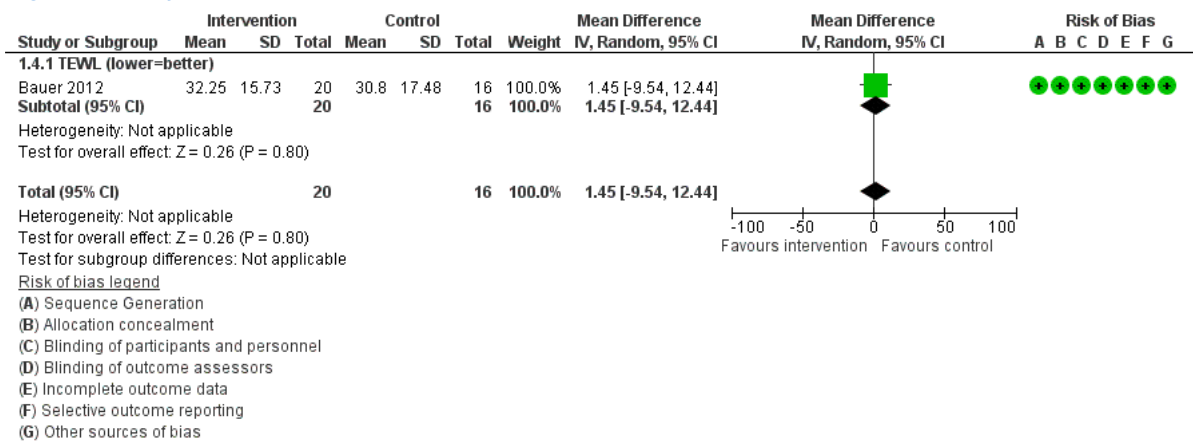 Intervention Control Mean Difference Mean Difference Risk of Bias
Study or Subgroup Mean SD Total Mean SD Total Weight IV, Random, 95% CI IV, Random, 95% CI A B C D E F G
1.4.1 TEWL (lower=better)
Bauer 2012 32.25 15.73 20 30.8 17.48 16 100.0% 1.45 [-9.54, 12.44] + + + + + + +
Subtotal (95% CI) 20 16 100.0% 1.45 [-9.54, 12.44]
Heterogeneity: Not applicable
Test for overall effect: Z = 0.26 (P = 0.80)
Total (95% CI) 20 16 100.0% 1.45 [-9.54, 12.44]
Heterogeneity: Not applicable
Test for overall effect: Z = 0.26 (P = 0.80)
Test for subgroup differences: Not applicable
-100 -50 0 50 100
Favours intervention Favours control
Risk of bias legend
(A) Sequence Generation
(B) Allocation concealment
(C) Blinding of participants and personnel
(D) Blinding of outcome assessors
(E) Incomplete outcome data
(F) Selective outcome reporting
(G) Other sources of bias